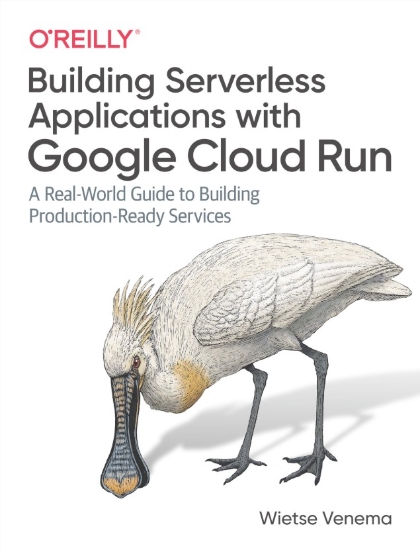 O'REILLY®
Building Serverless
Applications with
Google Cloud Run
A Real-World Guide to Building
Production-Ready Services
Wietse Venema